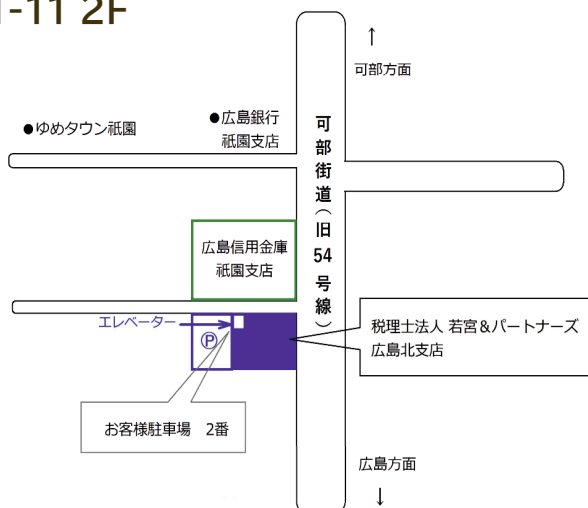 1-11 2F
↑
可部方面
●ゆめタウン祇園
●広島銀行
祇園支店
可部街道(旧54号線)
広島信用金庫
祇園支店
エレベーター
P
税理士法人 若宮&パートナーズ
広島北支店
お客様駐車場 2番
広島方面
↓